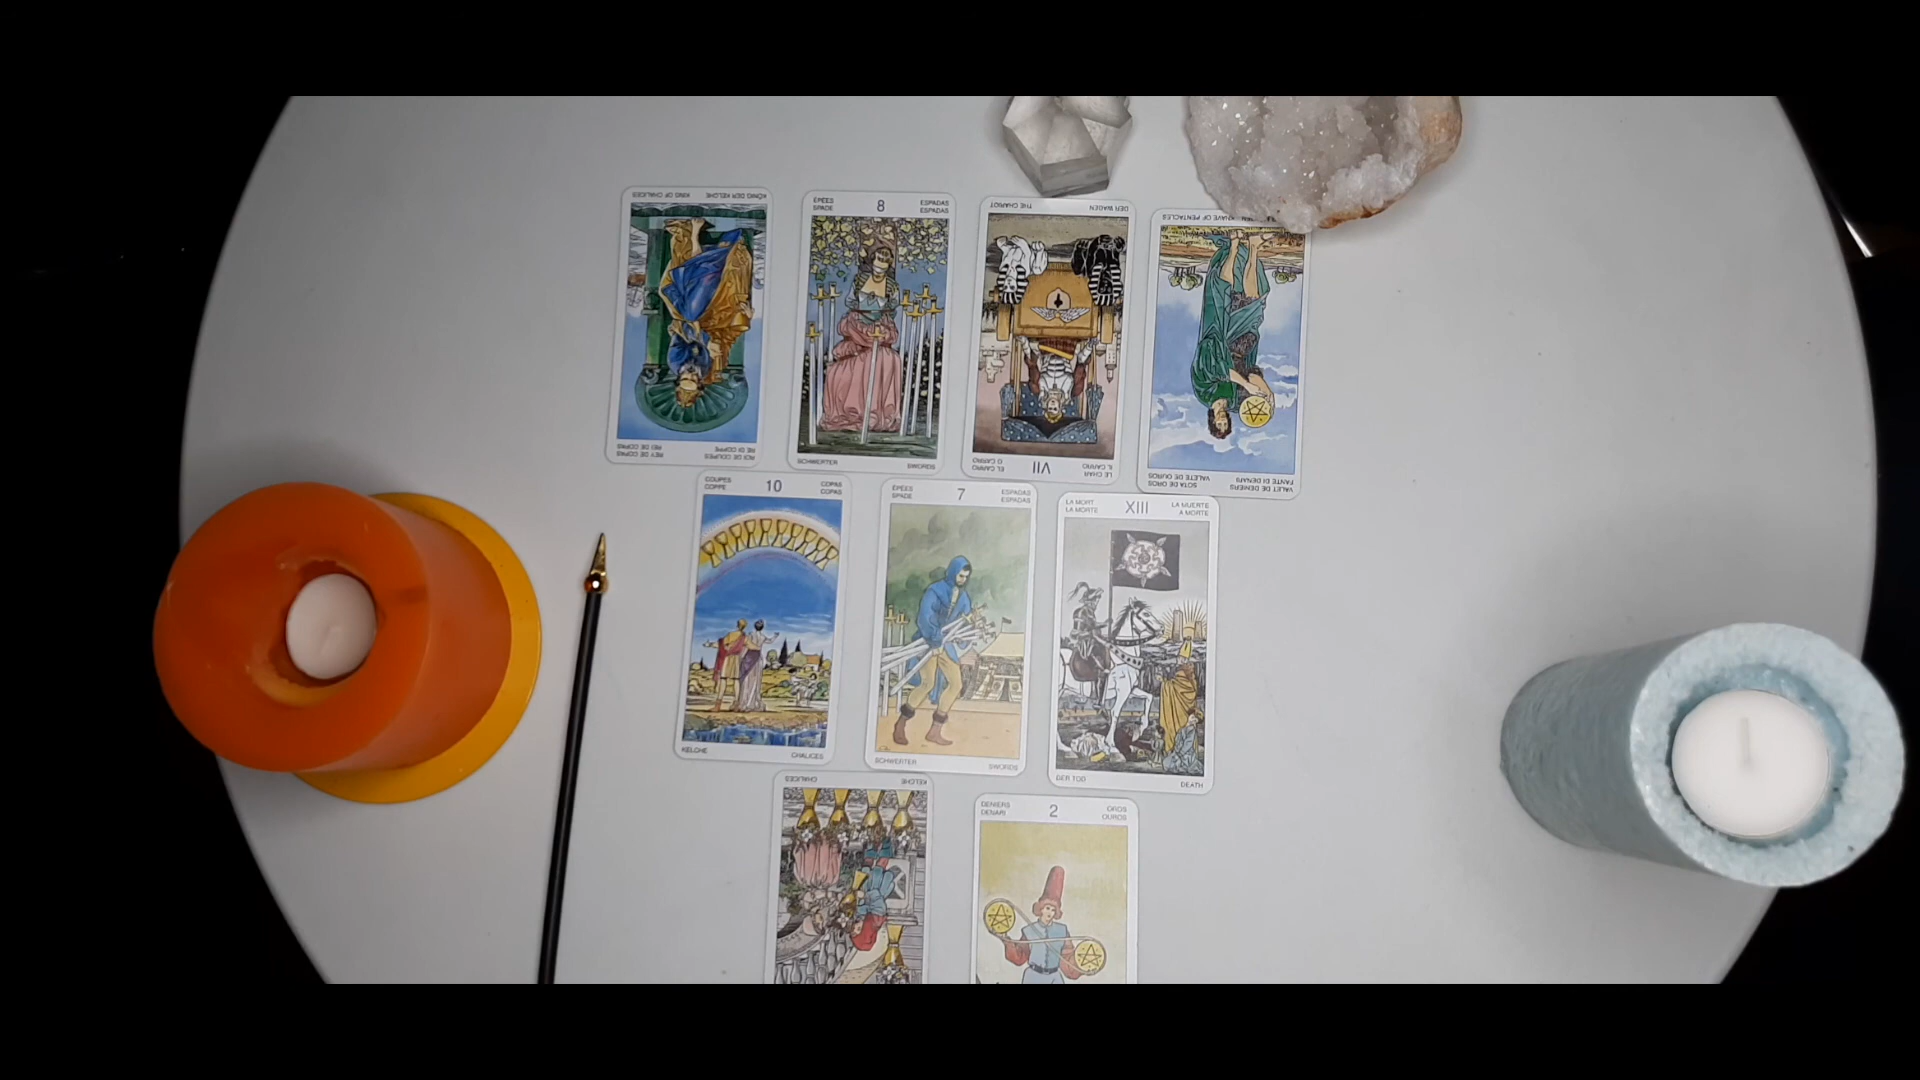 KÖNIG DER KELCHE KING OF CHALICES
ROI DE COUPES REY DE COPAS
RE DI COPPE REI DE COPAS
ÉPÉES 8 ESPADAS
SPADE ESPADAS
SCHWERTER SWORDS
DER WAGEN THE CHARIOT
LE CHAR VII EL CARRO
IL CARRO O CARRO
KNAVE OF PENTACLES
VALET DE DENIERS SOTA DE OROS
FANTE DI DENARI VALETE DE OUROS
COUPES 10 COPAS
COPPE COPAS
KELCHE CHALICES
ÉPÉES 7 ESPADAS
SPADE ESPADAS
SCHWERTER SWORDS
LA MORT XIII LA MUERTE
LA MORTE A MORTE
DER TOD DEATH
KELCHE CHALICES
DENIERS 2 OROS
DENARI OUROS